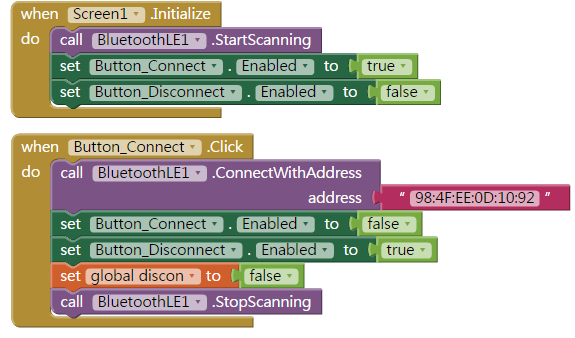 when Screen1 .Initialize
do call BluetoothLE1 .StartScanning
set Button_Connect . Enabled to true
set Button_Disconnect . Enabled to false
when Button_Connect .Click
do call BluetoothLE1 .ConnectWithAddress
address " 98:4F:EE:0D:10:92 "
set Button_Connect . Enabled to false
set Button_Disconnect . Enabled to true
set global discon to false
call BluetoothLE1 .StopScanning